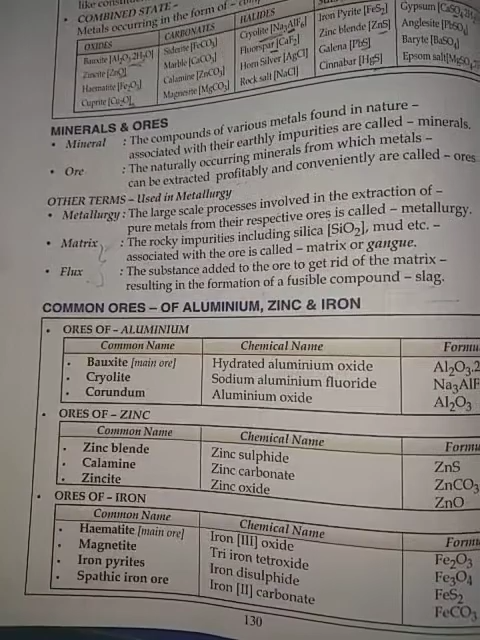 like
• COMBINED STATE –
Metals occurring in the form of –
OXIDES
Bauxite [Al₂O₃.2H₂O]
Zincite [ZnO]
Haematite [Fe₂O₃]
Cuprite [Cu₂O]
CARBONATES
Siderite [FeCO₃]
Marble [CaCO₃]
Calamine [ZnCO₃]
Magnesite [MgCO₃]
HALIDES
Cryolite [Na₃AlF₆]
Fluorspar [CaF₂]
Horn Silver [AgCl]
Rock salt [NaCl]
Iron Pyrite [FeS₂]
Zinc blende [ZnS]
Galena [PbS]
Cinnabar [HgS]
Gypsum [CaSO₄.2H
Anglesite [PbSO₄]
Baryte [BaSO₄]
Epsom salt[MgSO₄.7
MINERALS & ORES
• Mineral : The compounds of various metals found in nature –
associated with their earthly impurities are called – minerals.
• Ore : The naturally occurring minerals from which metals –
can be extracted profitably and conveniently are called – ores
OTHER TERMS – Used in Metallurgy
• Metallurgy : The large scale processes involved in the extraction of –
pure metals from their respective ores is called – metallurgy.
• Matrix : The rocky impurities including silica [SiO₂], mud etc. –
associated with the ore is called – matrix or gangue.
• Flux : The substance added to the ore to get rid of the matrix –
resulting in the formation of a fusible compound – slag.
COMMON ORES – OF ALUMINIUM, ZINC & IRON
• ORES OF – ALUMINIUM
Common Name Chemical Name Formu
• Bauxite [main ore] Hydrated aluminium oxide Al₂O₃.2
• Cryolite Sodium aluminium fluoride Na₃AlF
• Corundum Aluminium oxide Al₂O₃
• ORES OF – ZINC
Common Name Chemical Name Formu
• Zinc blende Zinc sulphide ZnS
• Calamine Zinc carbonate ZnCO₃
• Zincite Zinc oxide ZnO
• ORES OF – IRON
Common Name Chemical Name Formu
• Haematite [main ore] Iron [III] oxide Fe₂O₃
• Magnetite Tri iron tetroxide Fe₃O₄
• Iron pyrites Iron disulphide FeS₂
• Spathic iron ore Iron [II] carbonate FeCO₃
130